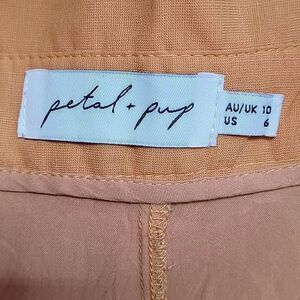 petal + pup
AU/UK 10
US 6